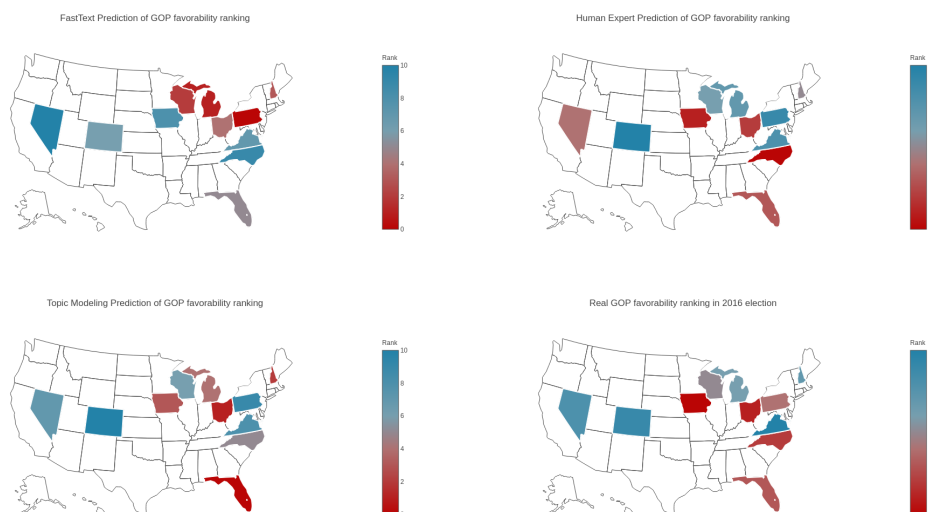 FastText Prediction of GOP favorability ranking
Human Expert Prediction of GOP favorability ranking
Rank
10
8
6
4
2
0
Rank
Topic Modeling Prediction of GOP favorability ranking
Real GOP favorability ranking in 2016 election
Rank
10
8
6
4
2
Rank